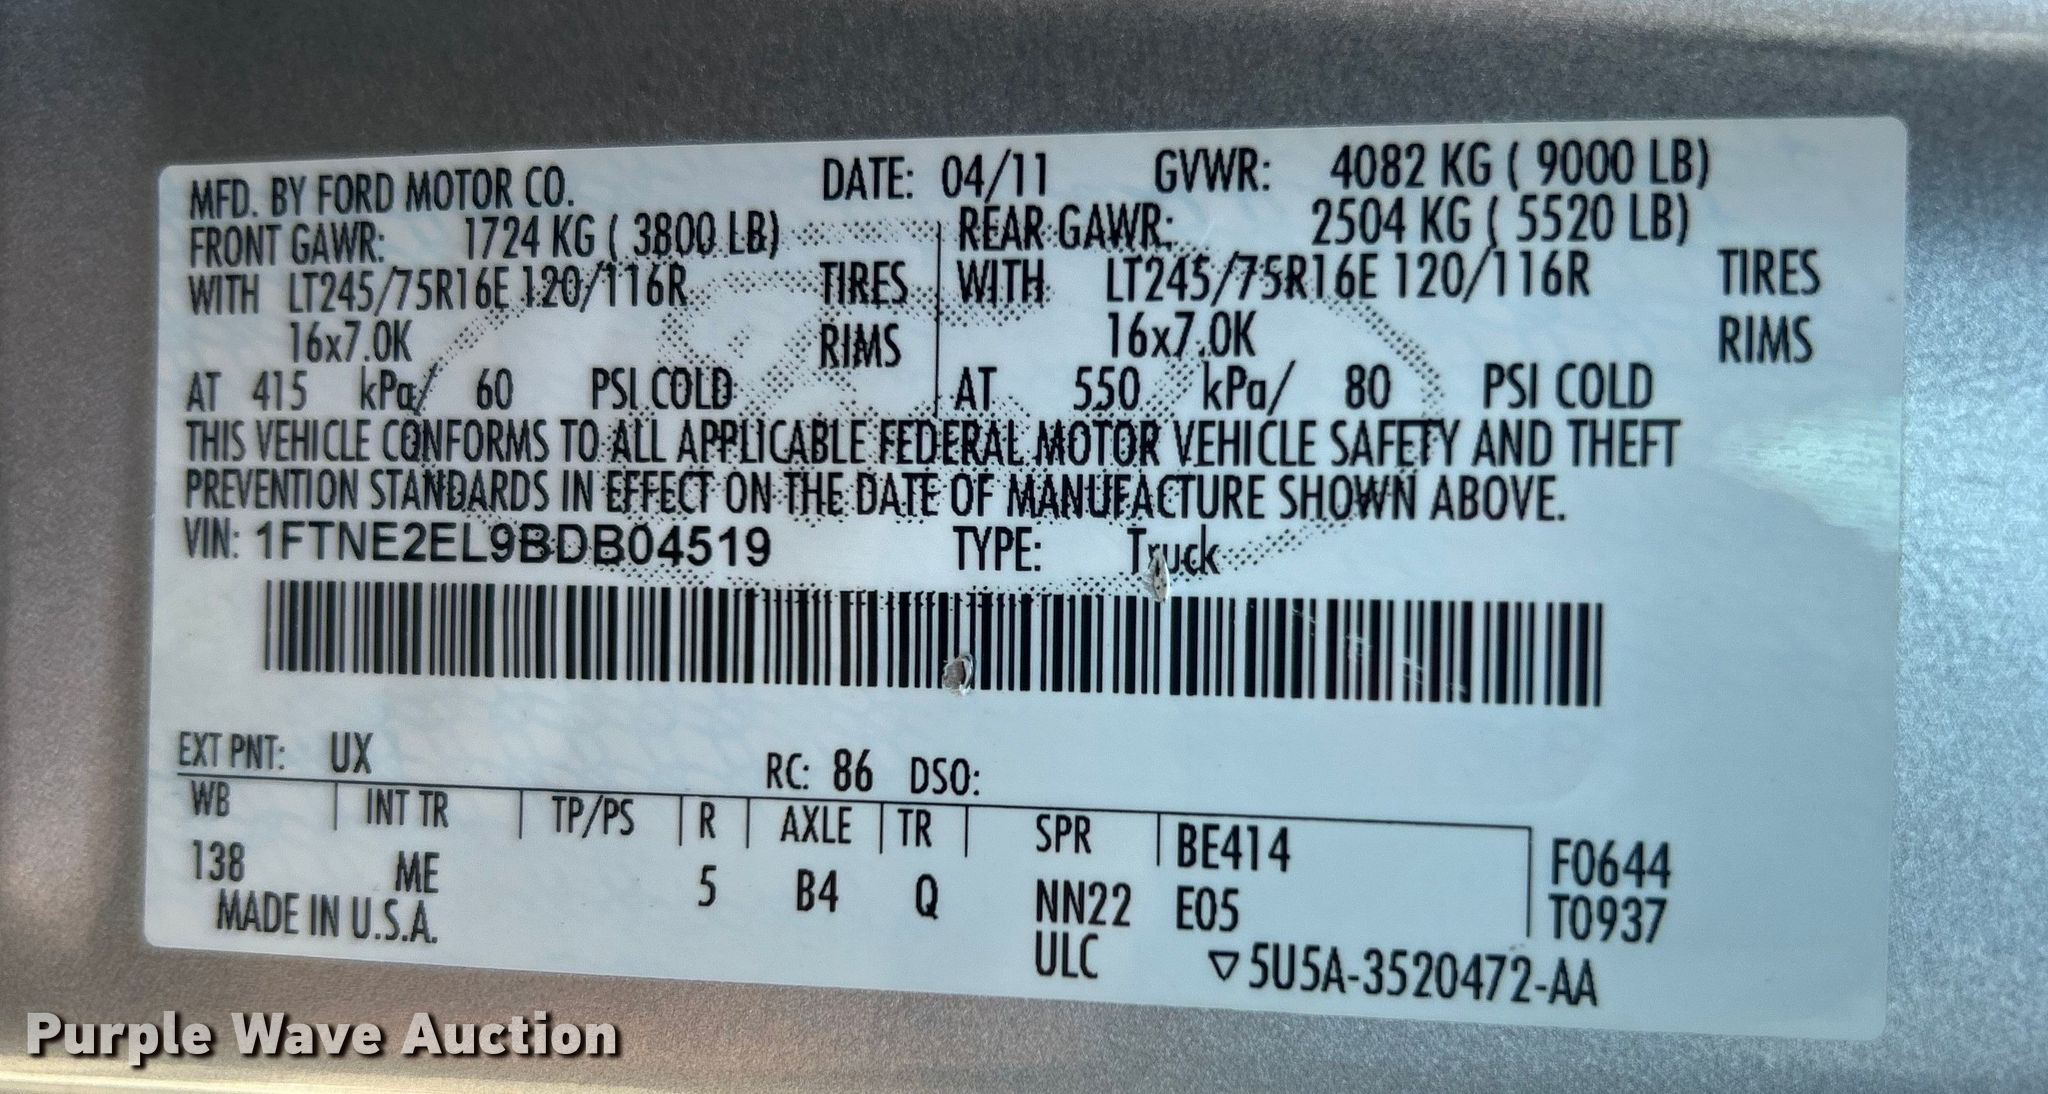 MFD. BY FORD MOTOR CO. DATE: 04/11 GVWR: 4082 KG ( 9000 LB)
FRONT GAWR: 1724 KG ( 3800 LB) REAR GAWR: 2504 KG ( 5520 LB)
WITH LT245/75R16E 120/116R TIRES WITH LT245/75R16E 120/116R TIRES
16x7.0K RIMS 16x7.0K RIMS
AT 415 kPa/ 60 PSI COLD AT 550 kPa/ 80 PSI COLD
THIS VEHICLE CONFORMS TO ALL APPLICABLE FEDERAL MOTOR VEHICLE SAFETY AND THEFT
PREVENTION STANDARDS IN EFFECT ON THE DATE OF MANUFACTURE SHOWN ABOVE.
VIN: 1FTNE2EL9BDB04519 TYPE: Truck
EXT PNT: UX RC: 86 DSO:
WB INT TR TP/PS R AXLE TR SPR BE414 F0644
138 ME 5 B4 Q NN22 E05 T0937
MADE IN U.S.A. ULC ▽5U5A-3520472-AA
Purple Wave Auction